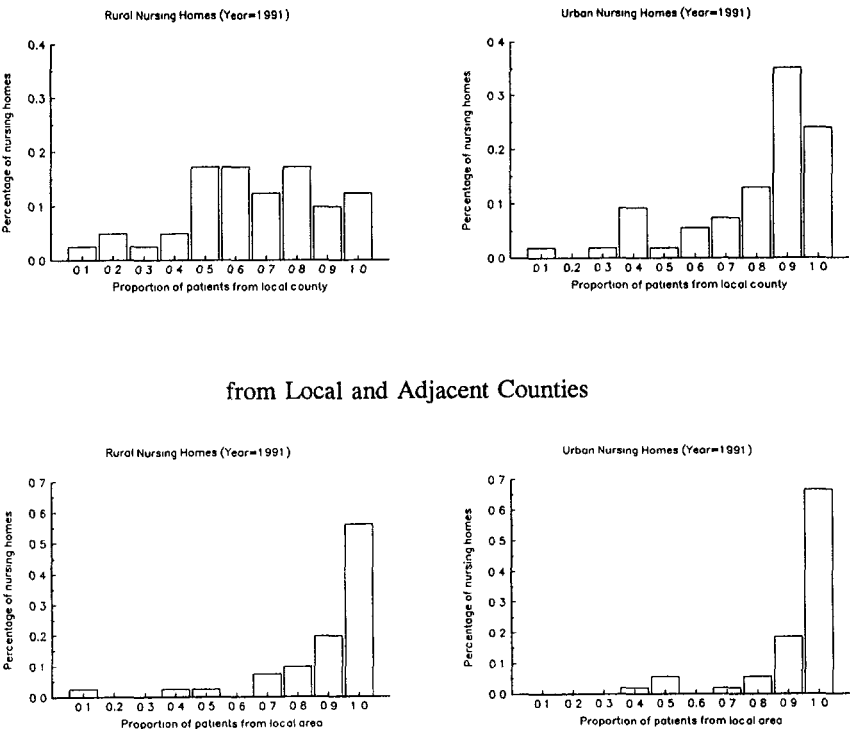 Rural Nursing Homes (Year=1991)
Percentage of nursing homes
0.4
0.3
0 2
0 1
0 0
0 1 0 2 0 3 0 4 0 5 0 6 0 7 0 8 0 9 1 0
Proportion of patients from local county
Urban Nursing Homes (Year=1991)
Percentage of nursing homes
0 4
0 3
0.2
0 1
0 0
0 1 0.2 0 3 0 4 0 5 0 6 0 7 0 8 0 9 1 0
Proportion of patients from local county
from Local and Adjacent Counties
Rural Nursing Homes (Year=1991)
Percentage of nursing homes
0 7
0 6
0 5
0 4
0.3
0.2
0 1
0 0
0 1 0 2 0 3 0 4 0 5 0 6 0 7 0 8 0 9 1 0
Proportion of patients from local area
Urban Nursing Homes (Year=1991)
Percentage of nursing homes
0 7
0 6
0 5
0 4
0 3
0 2
0 1
0 0
0 1 0 2 0 3 0 4 0 5 0 6 0 7 0 8 0 9 1 0
Proportion of patients from local area